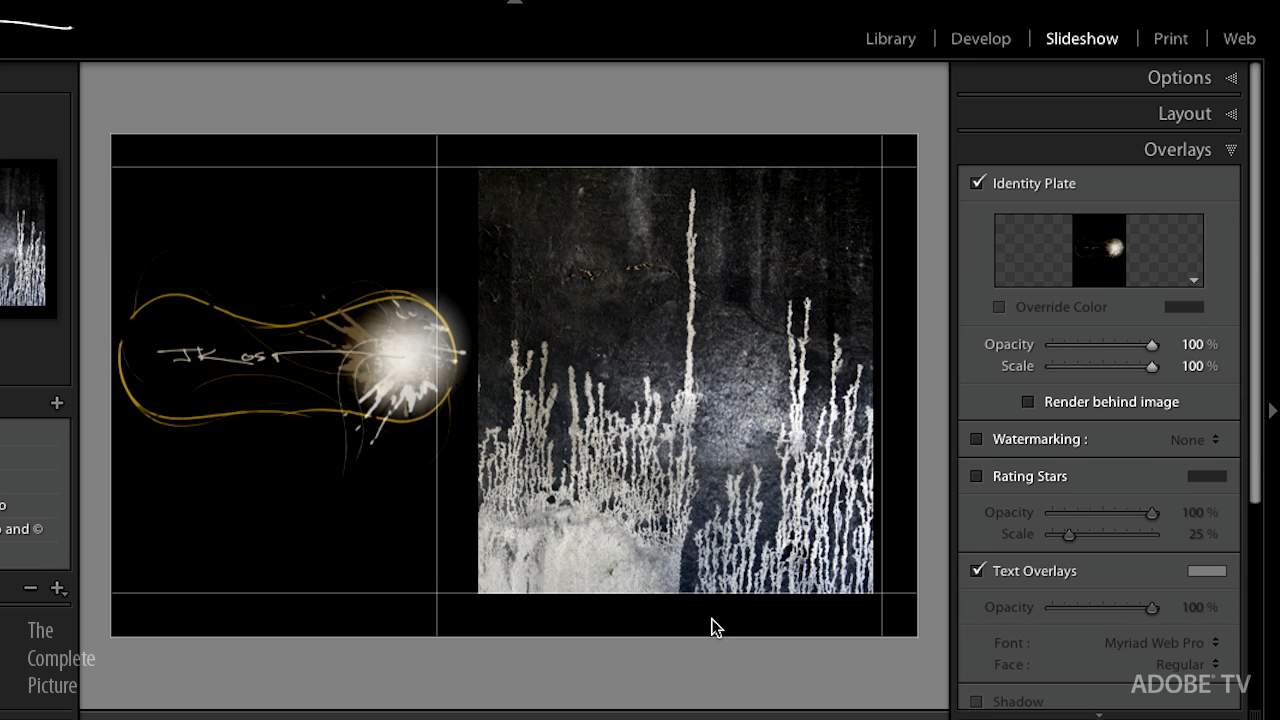 Library | Develop | Slideshow | Print | Web
Options
Layout
Overlays
Identity Plate
Override Color
Opacity 100 %
Scale 100 %
Render behind image
Watermarking : None
Rating Stars
Opacity 100 %
Scale 25 %
Text Overlays
Opacity 100 %
Font : Myriad Web Pro
Face : Regular
Shadow
JKost
o
o and ©
The
Complete
Picture
ADOBE® TV